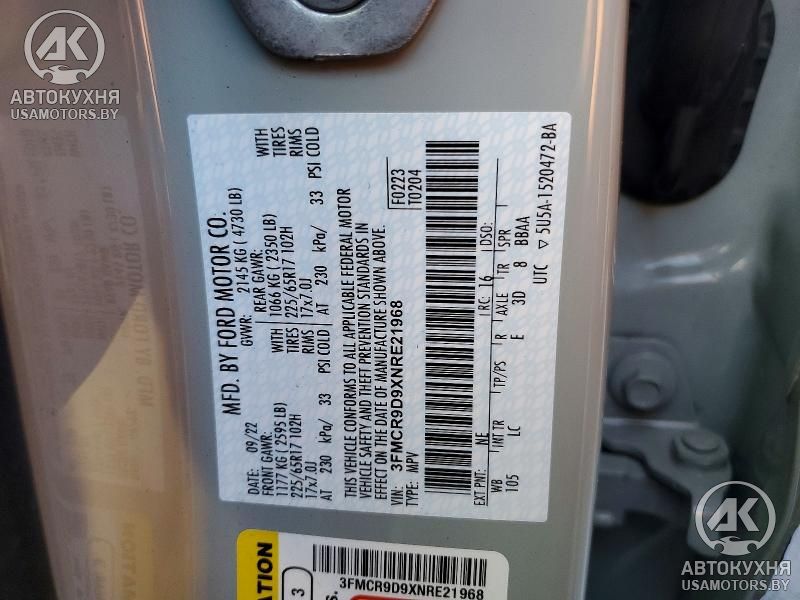 АВТОКУХНЯ
USAMOTORS.BY
MFD. BY FORD MOTOR CO.
09/22
GVWR: 2145 KG ( 4730 LB)
FRONT GAWR:
REAR GAWR:
1177 KG ( 2595 LB)
1066 KG ( 2350 LB)
WITH
225/65R17 102H
TIRES
225/65R17 102H
TIRES
17x7.0J
RIMS
17x7.0J
RIMS
AT 230 kPa/ 33 PSI COLD
AT 230 kPa/ 33 PSI COLD
THIS VEHICLE CONFORMS TO ALL APPLICABLE FEDERAL MOTOR
VEHICLE SAFETY AND THEFT PREVENTION STANDARDS IN
EFFECT ON THE DATE OF MANUFACTURE SHOWN ABOVE.
VIN: 3FMCR9D9XNRE21968
F0223
TYPE: MPV
T0204
EXT PNT: NE
RC: 16
DSO:
WB
INT TR
TP/PS
R
AXLE
TR
SPR
105
LC
E
3D
8
BBAA
UTC ▽ 5U5A-1520472-BA
3FMCR9D9XNRE21968
АВТОКУХНЯ
USAMOTORS.BY